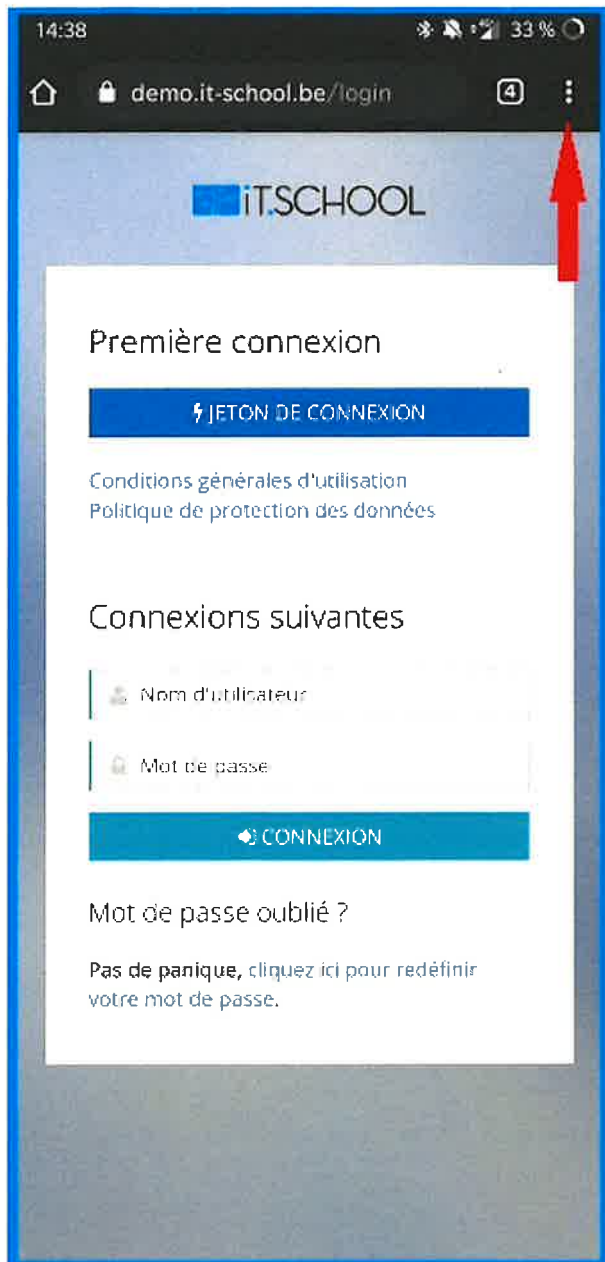 14:38 33 %
demo.it-school.be/login 4
iT.SCHOOL
Première connexion
JETON DE CONNEXION
Conditions générales d'utilisation
Politique de protection des données
Connexions suivantes
Nom d'utilisateur
Mot de passe
CONNEXION
Mot de passe oublié ?
Pas de panique, cliquez ici pour redéfinir
votre mot de passe.